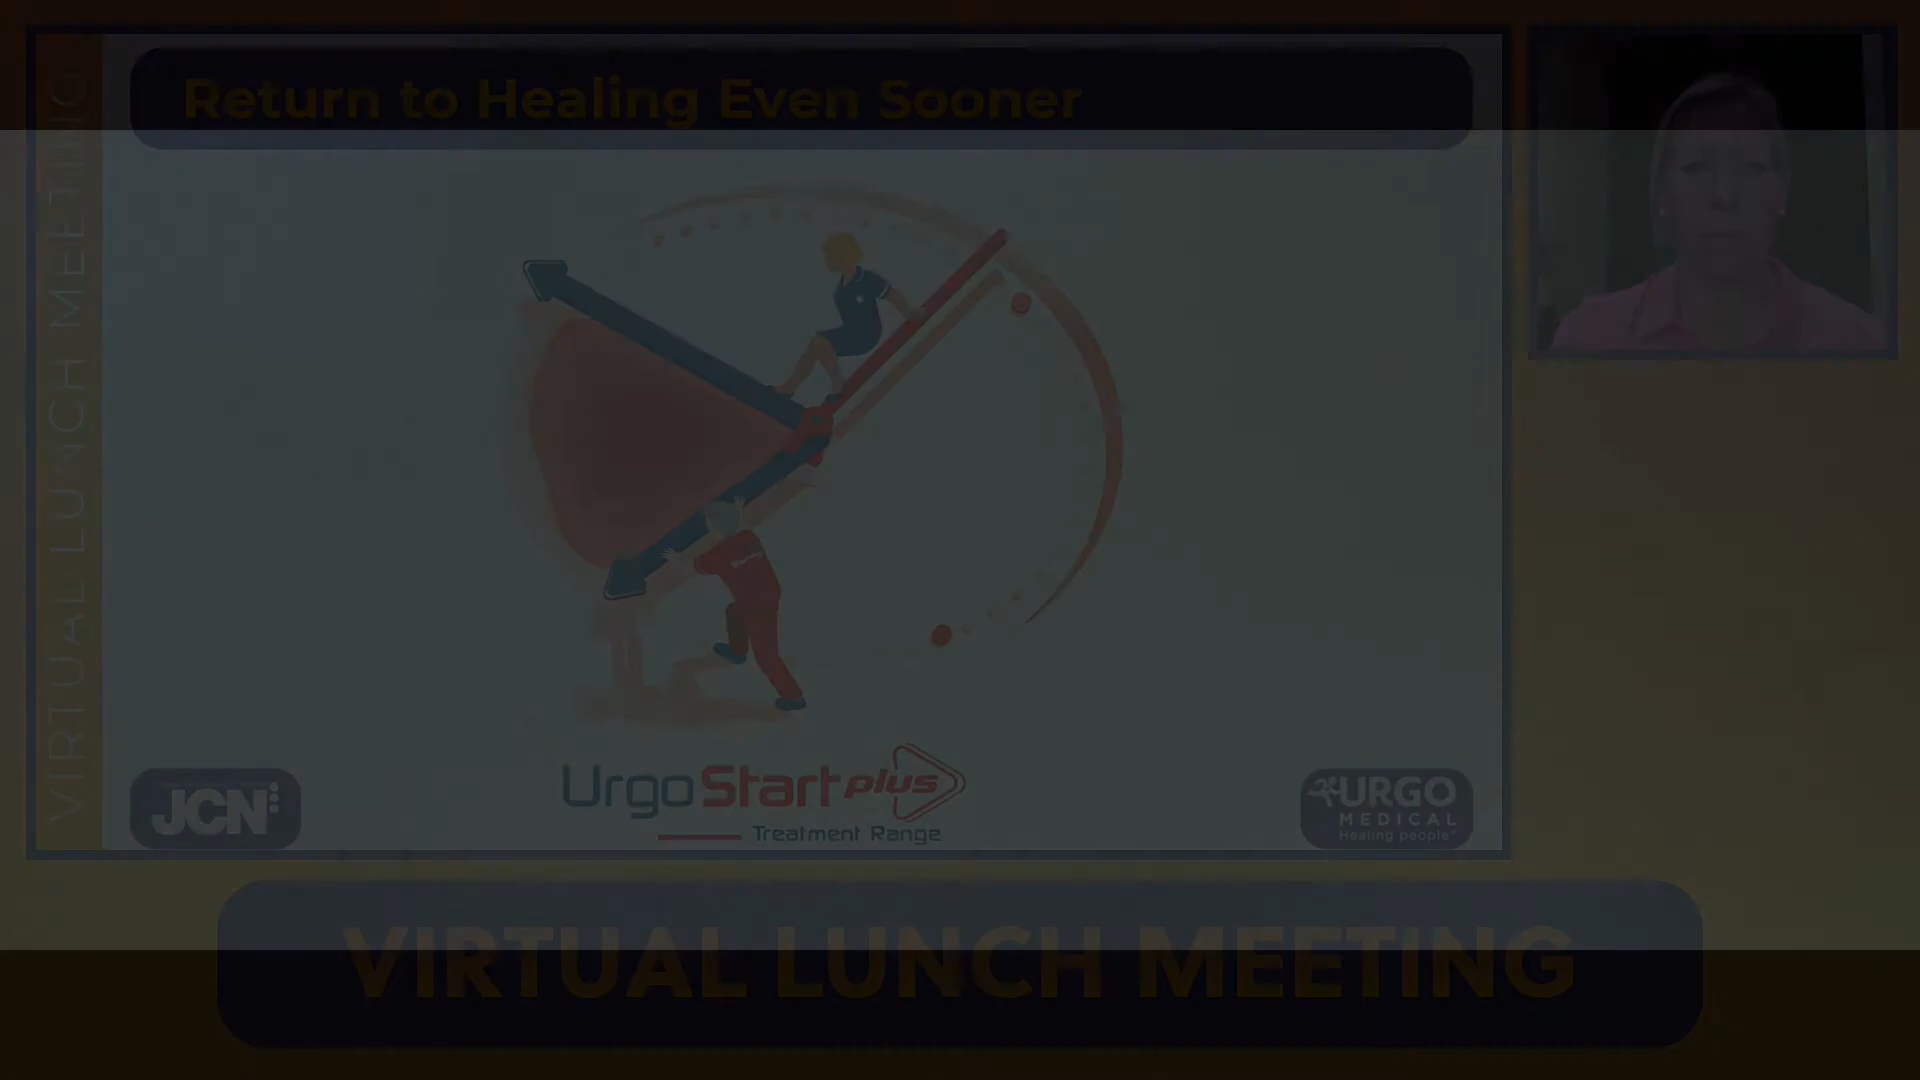 VIRTUAL LUNCH MEETING
Return to Healing Even Sooner
JCN
UrgoStart plus
Treatment Range
URGO
MEDICAL
Healing people
VIRTUAL LUNCH MEETING